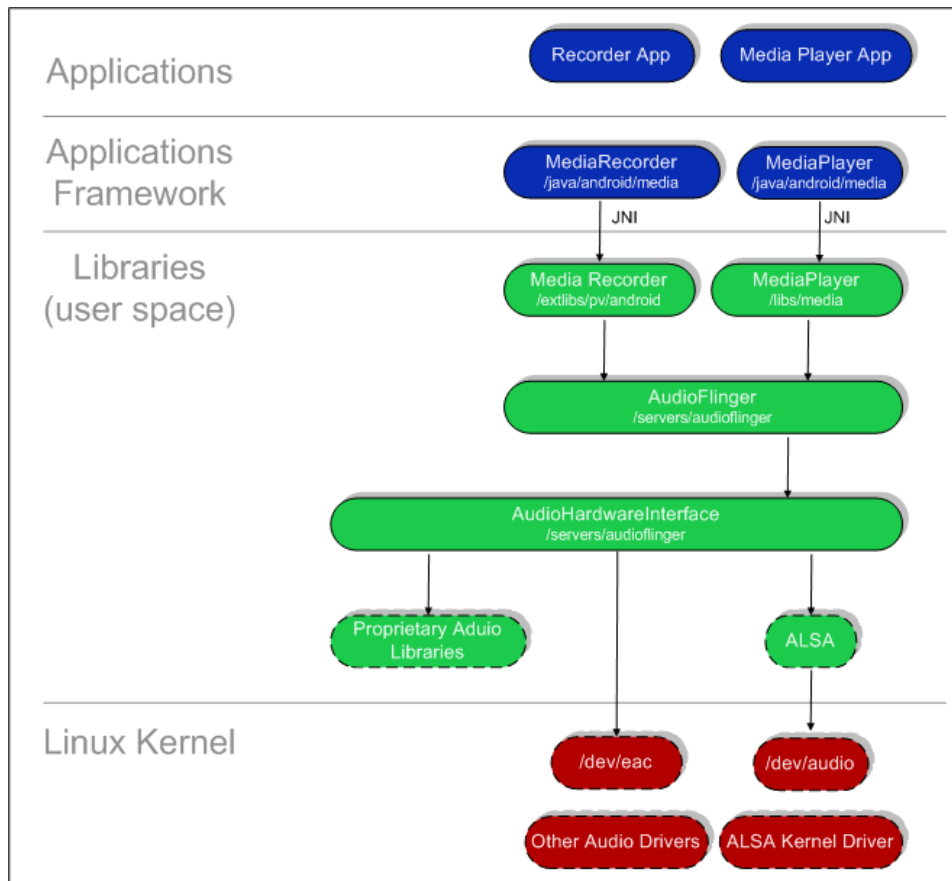 Applications
Recorder App
Media Player App
Applications
Framework
MediaRecorder
/java/android/media
MediaPlayer
/java/android/media
JNI
JNI
Libraries
(user space)
Media Recorder
/extlibs/pv/android
MediaPlayer
/libs/media
AudioFlinger
/servers/audioflinger
AudioHardwareInterface
/servers/audioflinger
Proprietary Aduio
Libraries
ALSA
Linux Kernel
/dev/eac
/dev/audio
Other Audio Drivers
ALSA Kernel Driver